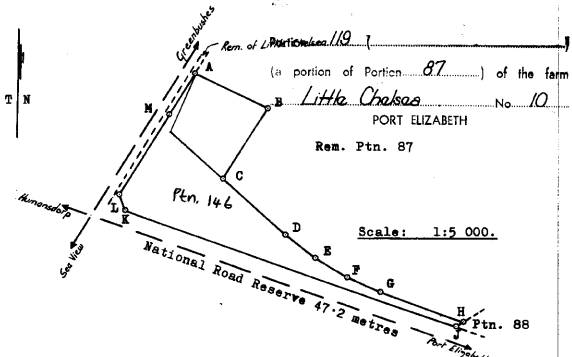 Greenbushes
Rem. of Little Chelsea 119
(a portion of Portion 87) of the farm
Little Chelsea No 10
PORT ELIZABETH
Rem. Ptn. 87
T N
A
B
M
C
Ptn. 146
L
K
Humansdorp
Sea View
D
E
F
G
H
J
Scale: 1:5 000.
National Road Reserve 47·2 metres
Ptn. 88
Port Elizabeth